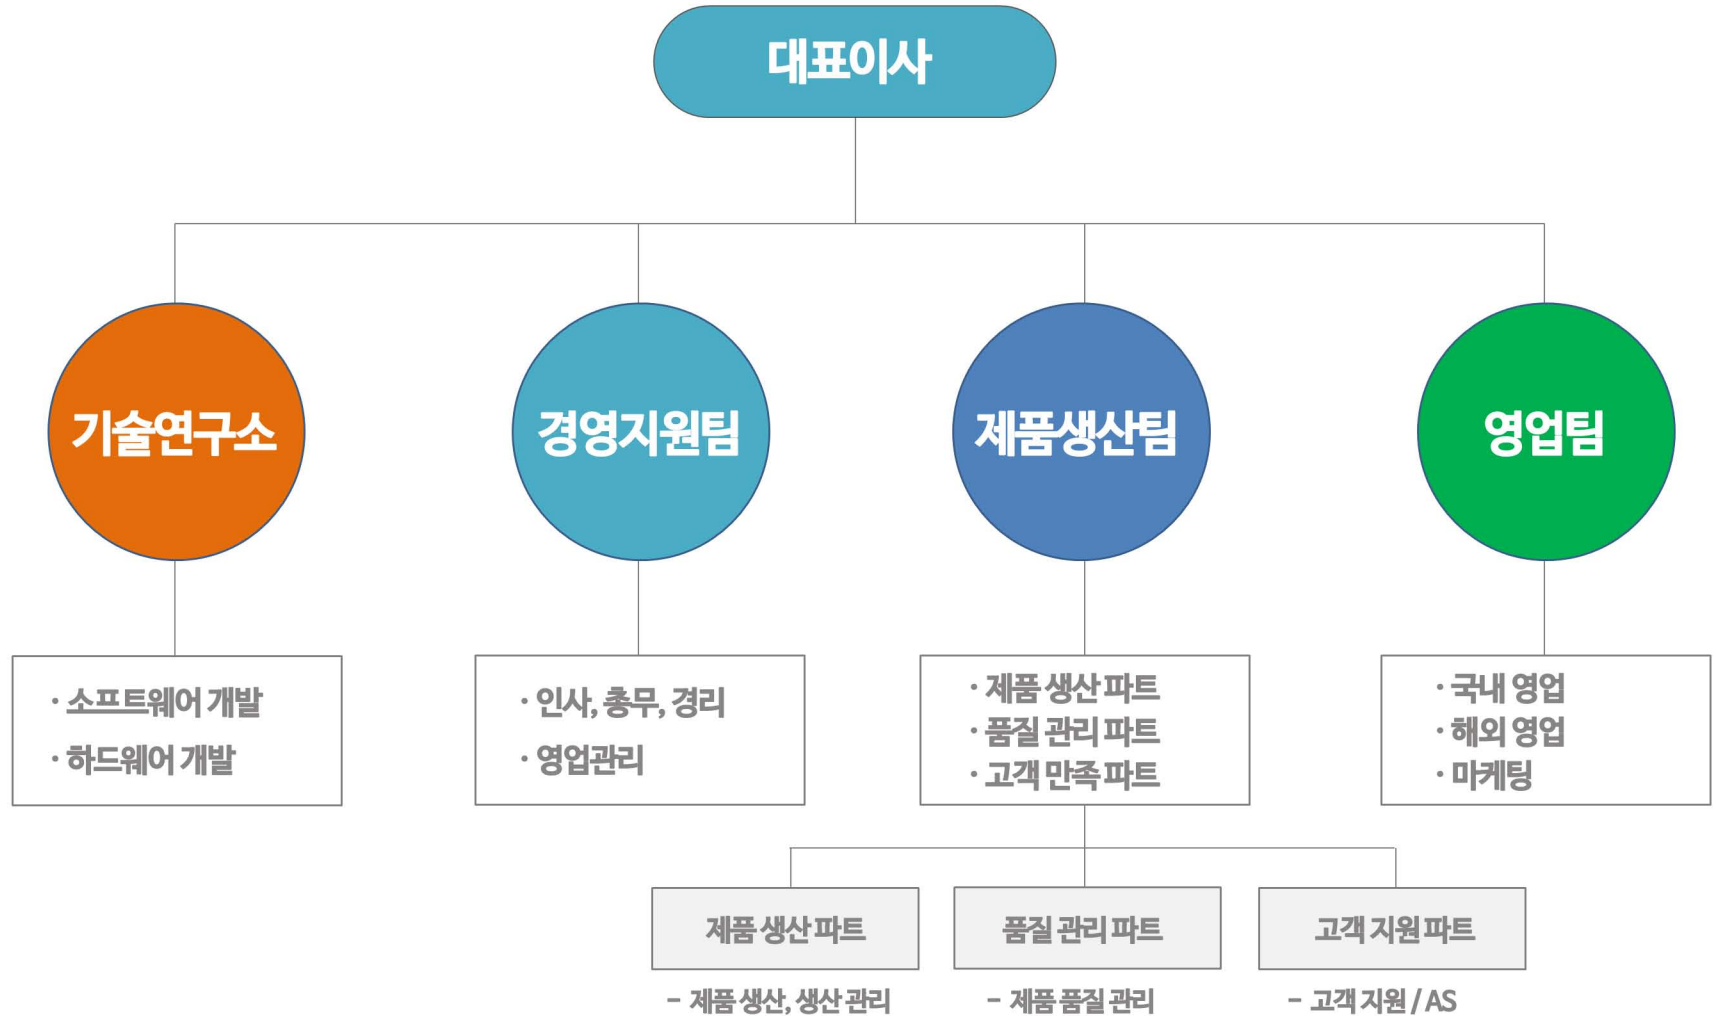 대표이사
기술연구소
경영지원팀
제품생산팀
영업팀
· 소프트웨어 개발
· 하드웨어 개발
· 인사, 총무, 경리
· 영업관리
· 제품 생산 파트
· 품질 관리 파트
· 고객 만족 파트
· 국내 영업
· 해외 영업
· 마케팅
제품 생산 파트
품질 관리 파트
고객 지원 파트
- 제품 생산, 생산 관리
- 제품 품질 관리
- 고객 지원 / AS